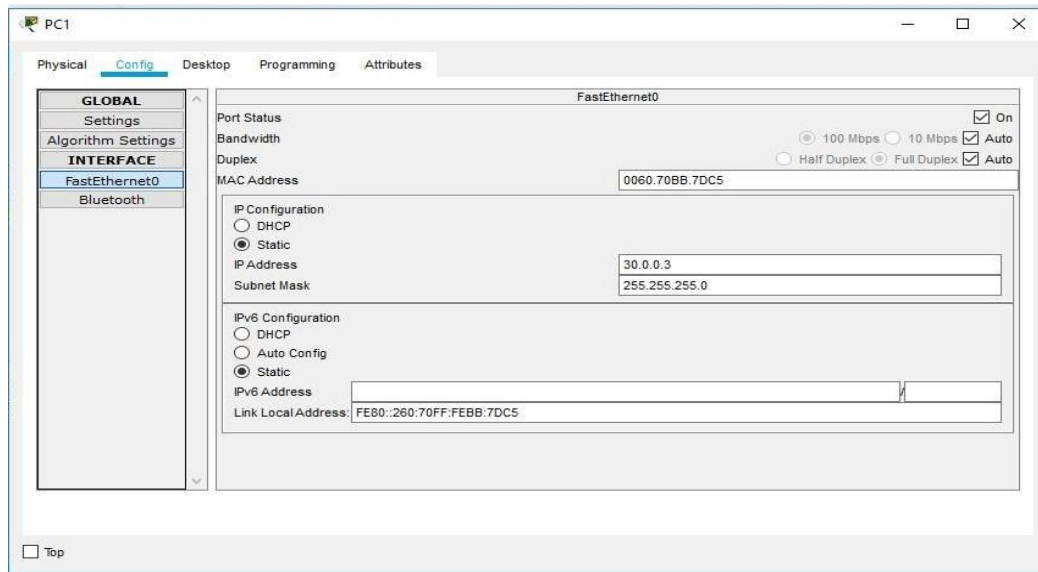 PC1
Physical Config Desktop Programming Attributes
GLOBAL
Settings
Algorithm Settings
INTERFACE
FastEthernet0
Bluetooth
FastEthernet0
Port Status On
Bandwidth 100 Mbps 10 Mbps Auto
Duplex Half Duplex Full Duplex Auto
MAC Address 0060.70BB.7DC5
IP Configuration
DHCP
Static
IP Address 30.0.0.3
Subnet Mask 255.255.255.0
IPv6 Configuration
DHCP
Auto Config
Static
IPv6 Address /
Link Local Address: FE80::260:70FF:FEBB:7DC5
Top